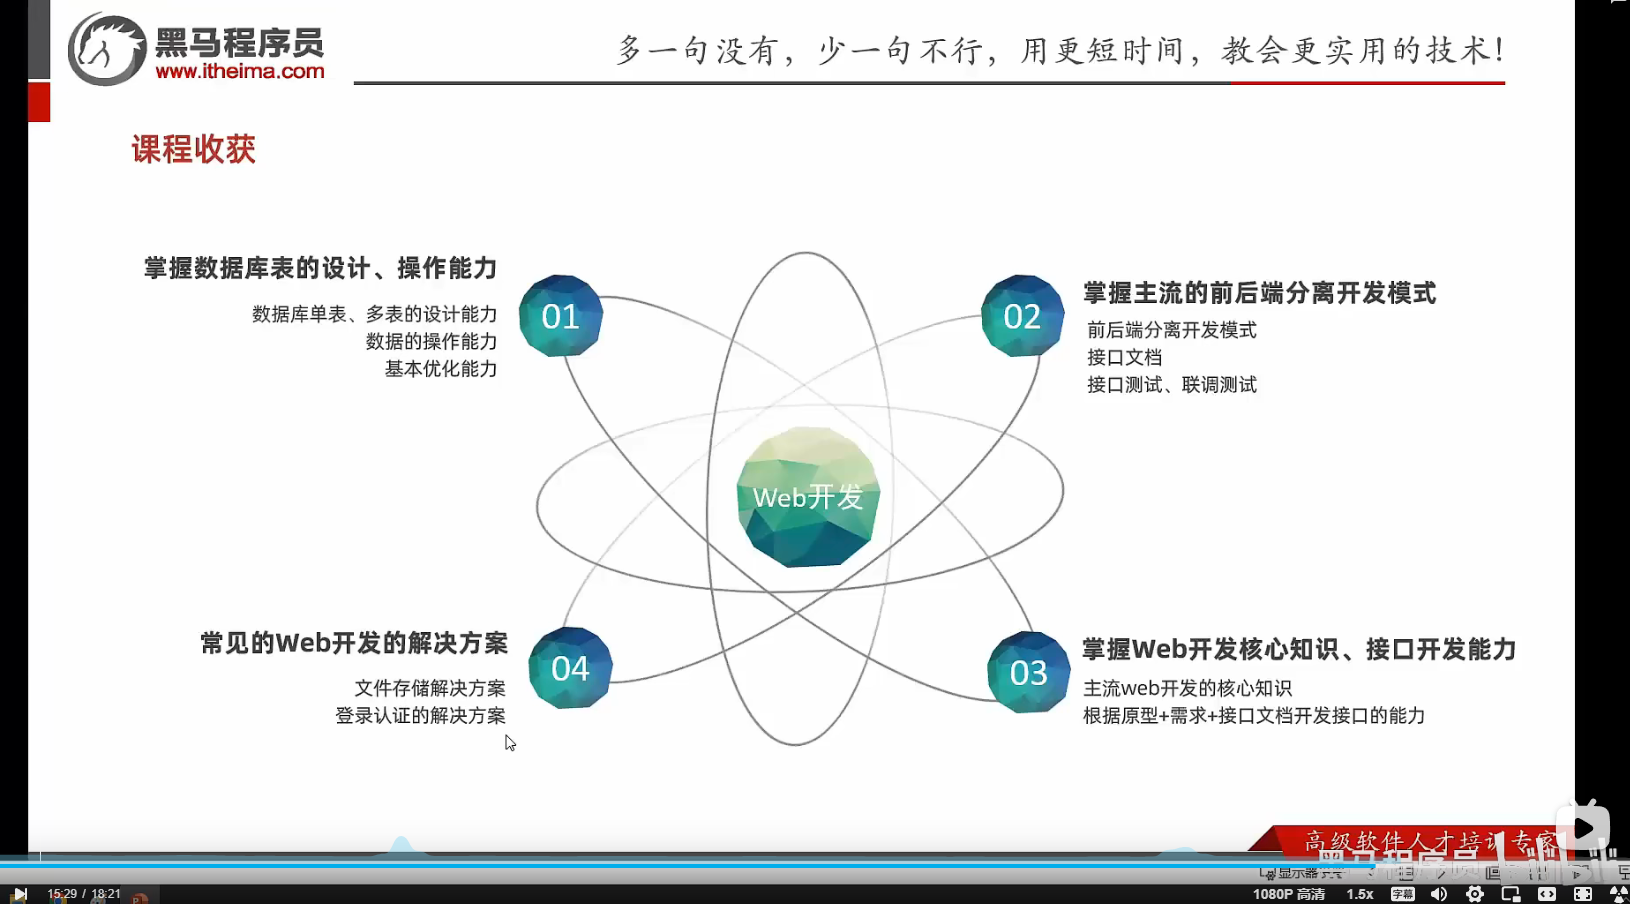 黑马程序员
www.itheima.com
多一句没有，少一句不行，用更短时间，教会更实用的技术！
课程收获
掌握数据库表的设计、操作能力
数据库单表、多表的设计能力
数据的操作能力
基本优化能力
01
02
掌握主流的前后端分离开发模式
前后端分离开发模式
接口文档
接口测试、联调测试
Web开发
常见的Web开发的解决方案
文件存储解决方案
登录认证的解决方案
04
03
掌握Web开发核心知识、接口开发能力
主流web开发的核心知识
根据原型+需求+接口文档开发接口的能力
高级软件人才培训专家
黑马程序员
15:29 / 18:21
1080P 高清
1.5x
字幕